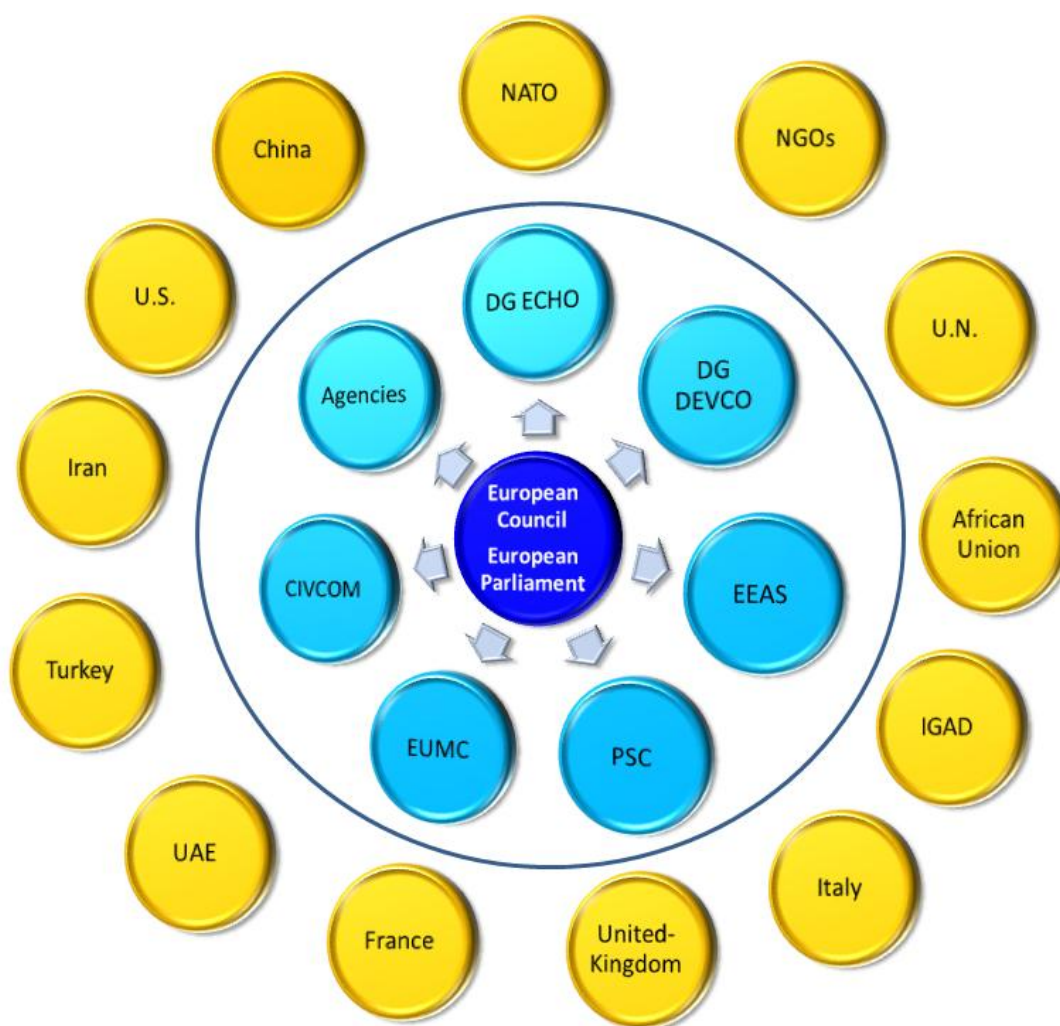 NATO
NGOs
U.N.
African
Union
IGAD
Italy
United-
Kingdom
France
UAE
Turkey
Iran
U.S.
China
DG ECHO
DG
DEVCO
EEAS
PSC
EUMC
CIVCOM
Agencies
European
Council
European
Parliament